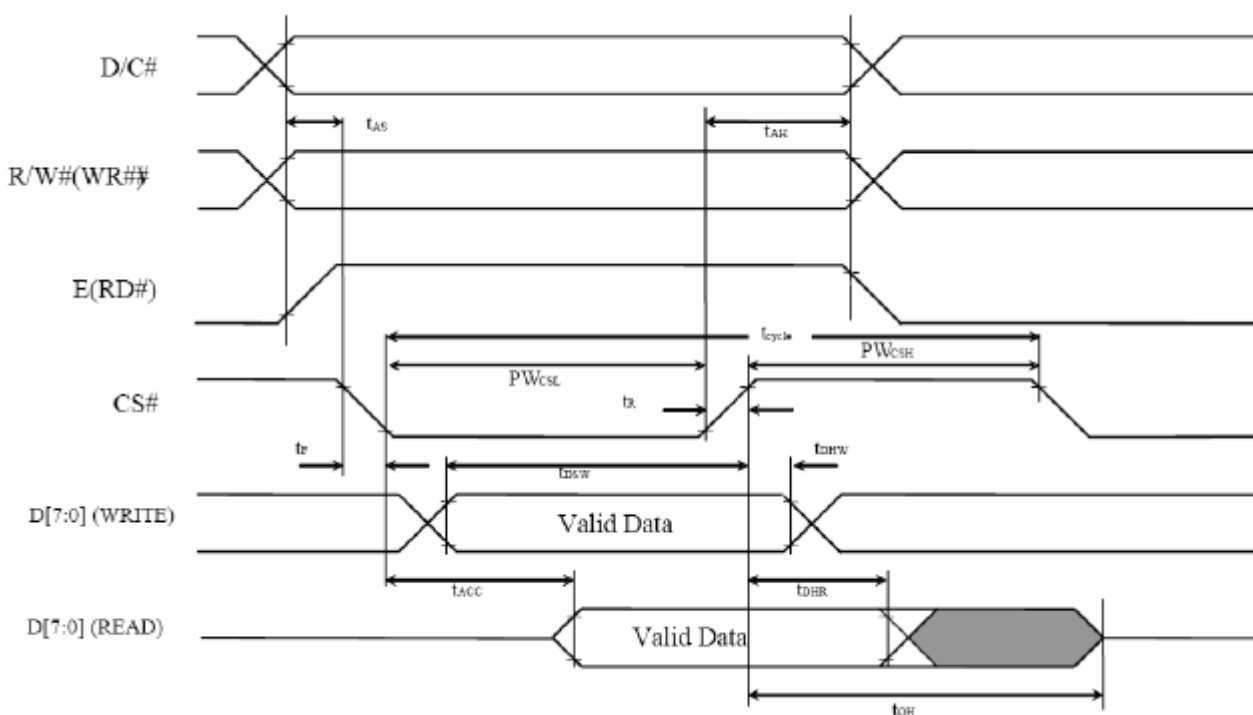 D/C#
tAS
tAH
R/W#(WR#)
E(RD#)
tcycle
PWCSL
PWCSH
CS#
tR
tF
tDSW
tDHW
D[7:0] (WRITE)
Valid Data
tACC
tDHR
D[7:0] (READ)
Valid Data
tOH